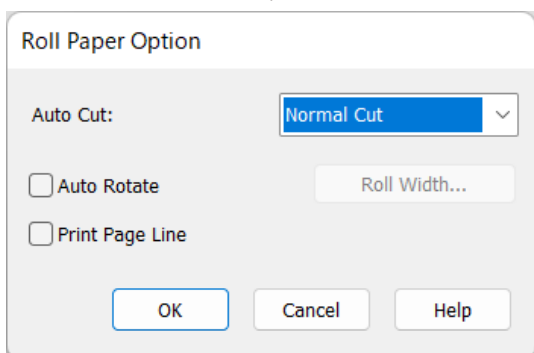 Roll Paper Option
Auto Cut: Normal Cut
Auto Rotate Roll Width...
Print Page Line
OK Cancel Help